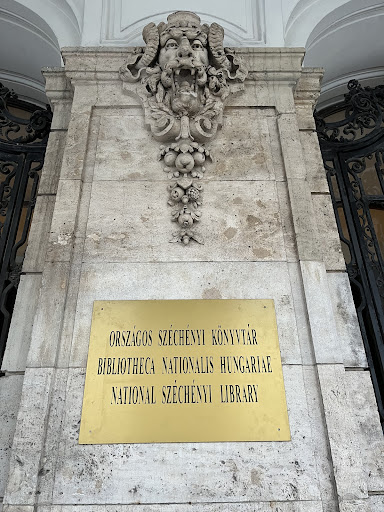 ORSZÁGOS SZÉCHÉNYI KÖNYVTÁR
BIBLIOTHECA NATIONALIS HUNGARIAE
NATIONAL SZÉCHÉNYI LIBRARY